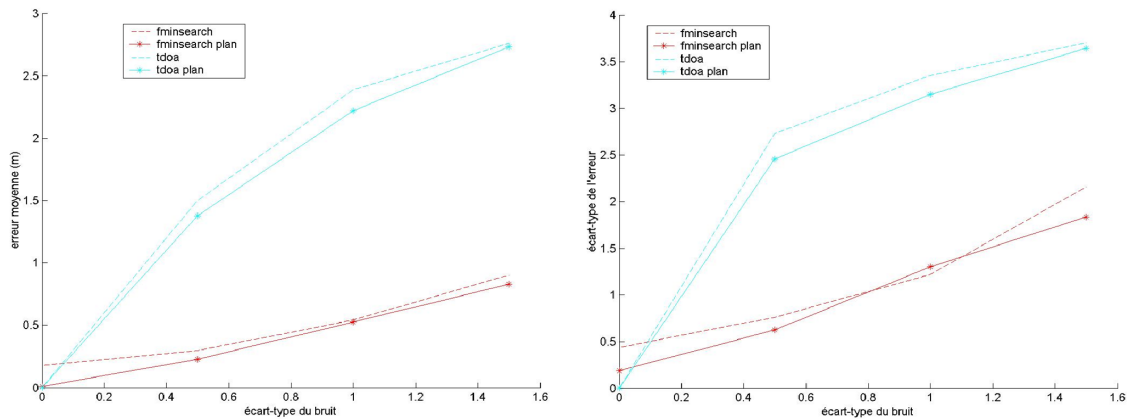 3
2.5
2
1.5
1
0.5
0
0 0.2 0.4 0.6 0.8 1 1.2 1.4 1.6
erreur moyenne (m)
écart-type du bruit
fminsearch
fminsearch plan
tdoa
tdoa plan
4
3.5
3
2.5
2
1.5
1
0.5
0
0 0.2 0.4 0.6 0.8 1 1.2 1.4 1.6
écart-type de l'erreur
écart-type du bruit
fminsearch
fminsearch plan
tdoa
tdoa plan